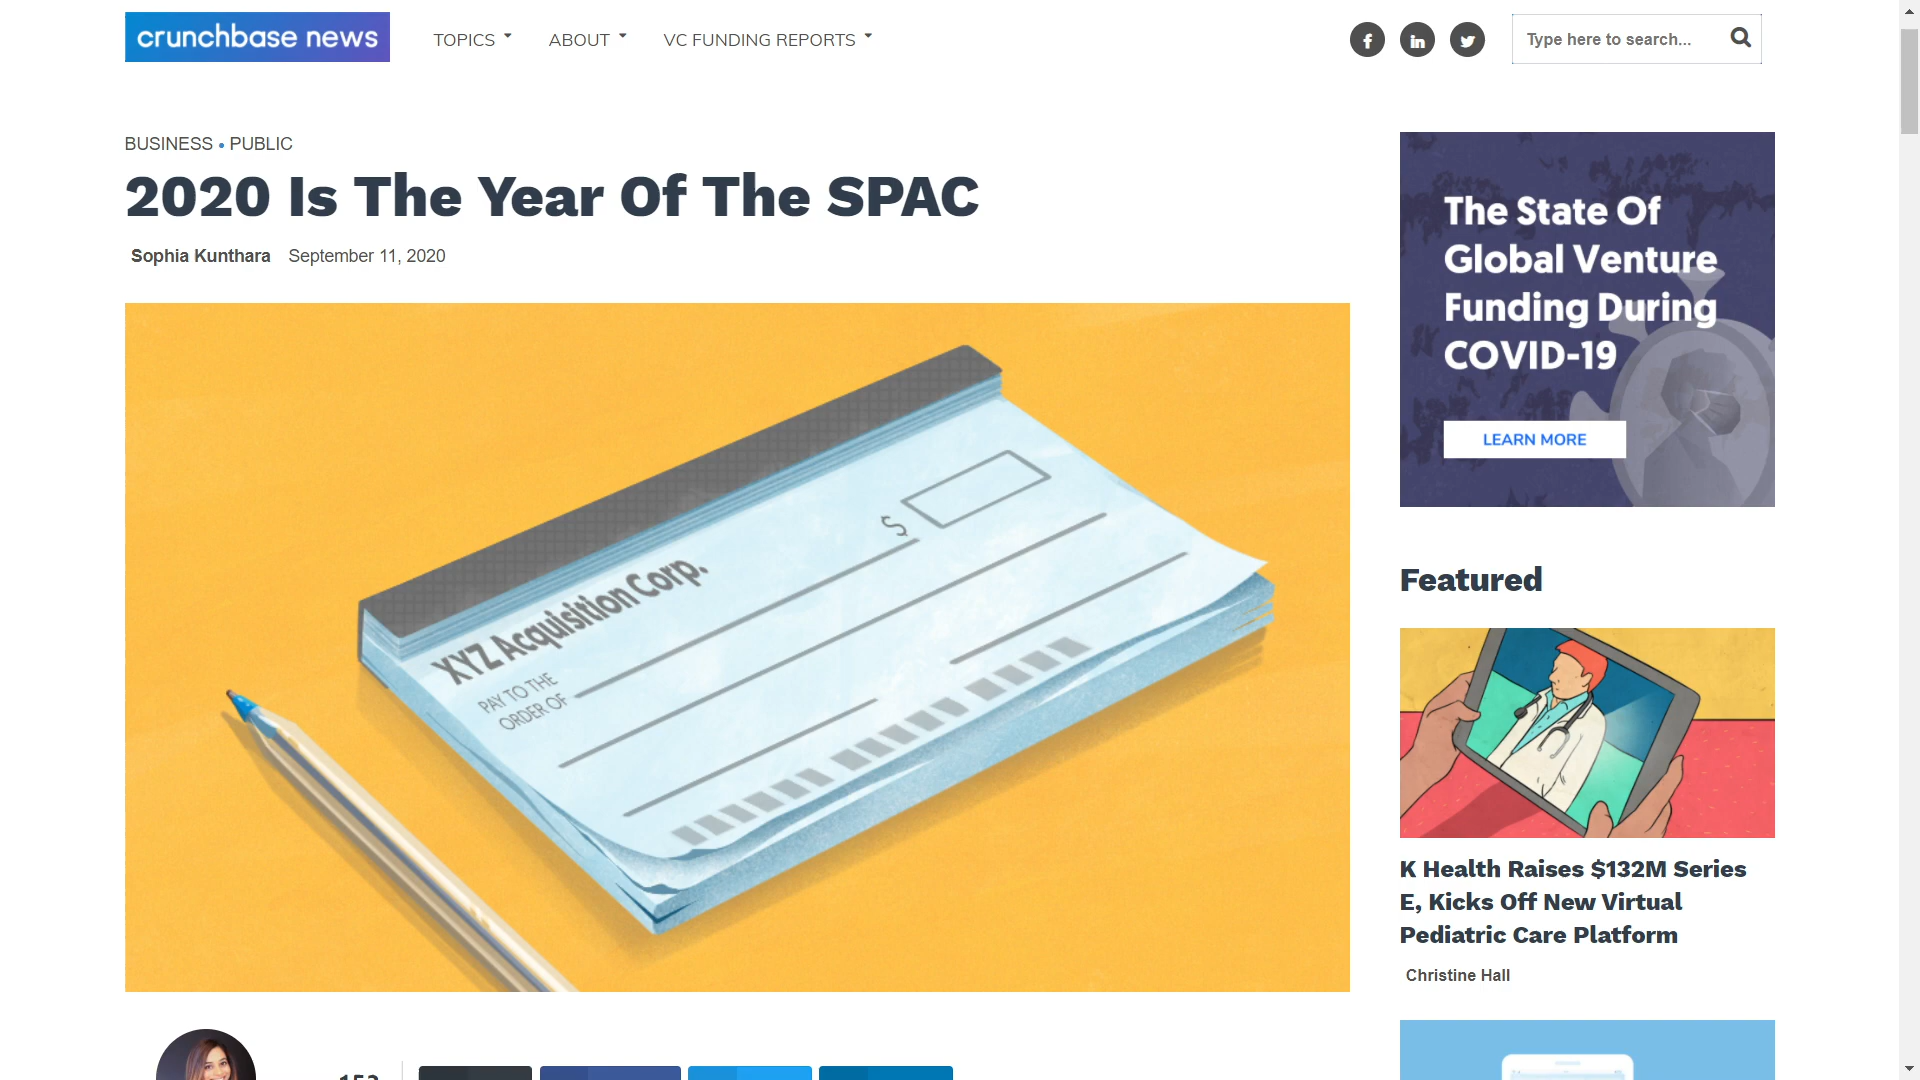 crunchbase news
TOPICS
ABOUT
VC FUNDING REPORTS
Type here to search...
BUSINESS • PUBLIC
2020 Is The Year Of The SPAC
Sophia Kunthara September 11, 2020
XYZ Acquisition Corp.
$
PAY TO THE
ORDER OF
The State Of
Global Venture
Funding During
COVID-19
LEARN MORE
Featured
K Health Raises $132M Series
E, Kicks Off New Virtual
Pediatric Care Platform
Christine Hall